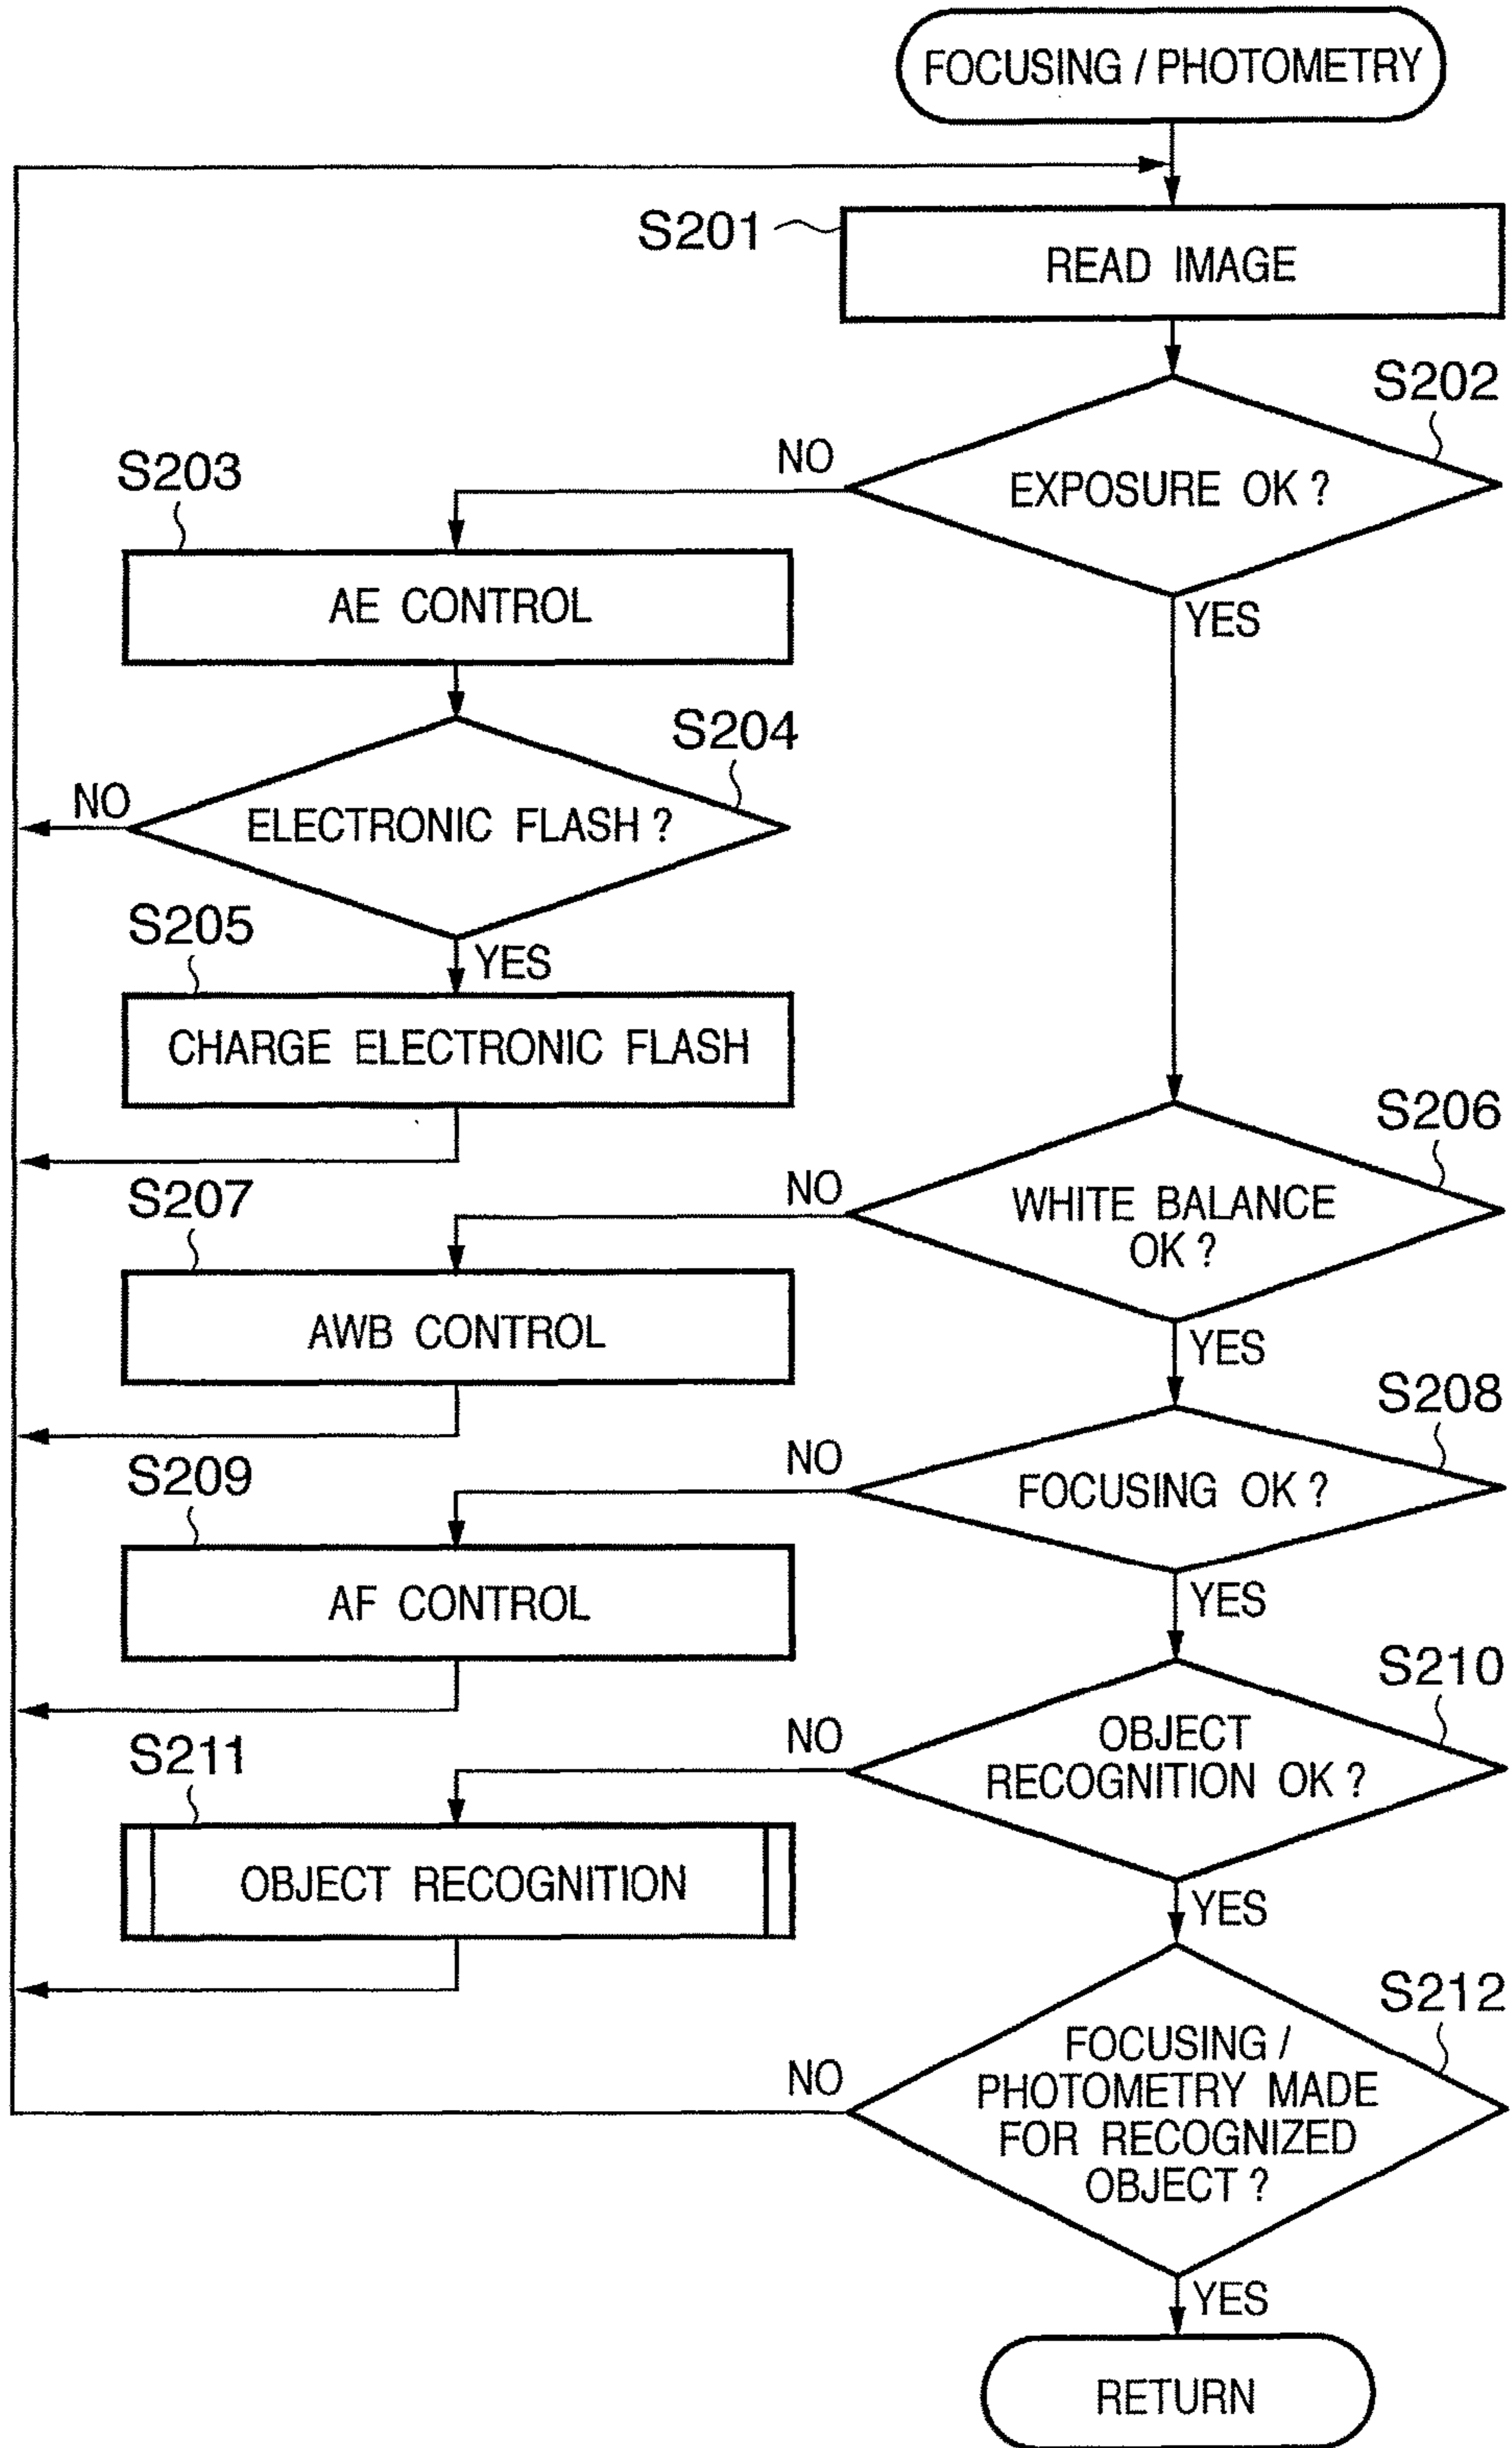 FOCUSING / PHOTOMETRY
S201
READ IMAGE
S202
NO
EXPOSURE OK ?
YES
S203
AE CONTROL
S204
NO
ELECTRONIC FLASH ?
YES
S205
CHARGE ELECTRONIC FLASH
S206
NO
WHITE BALANCE
OK ?
YES
S207
AWB CONTROL
S208
NO
FOCUSING OK ?
YES
S209
AF CONTROL
S210
NO
OBJECT
RECOGNITION OK ?
YES
S211
OBJECT RECOGNITION
S212
NO
FOCUSING /
PHOTOMETRY MADE
FOR RECOGNIZED
OBJECT ?
YES
RETURN